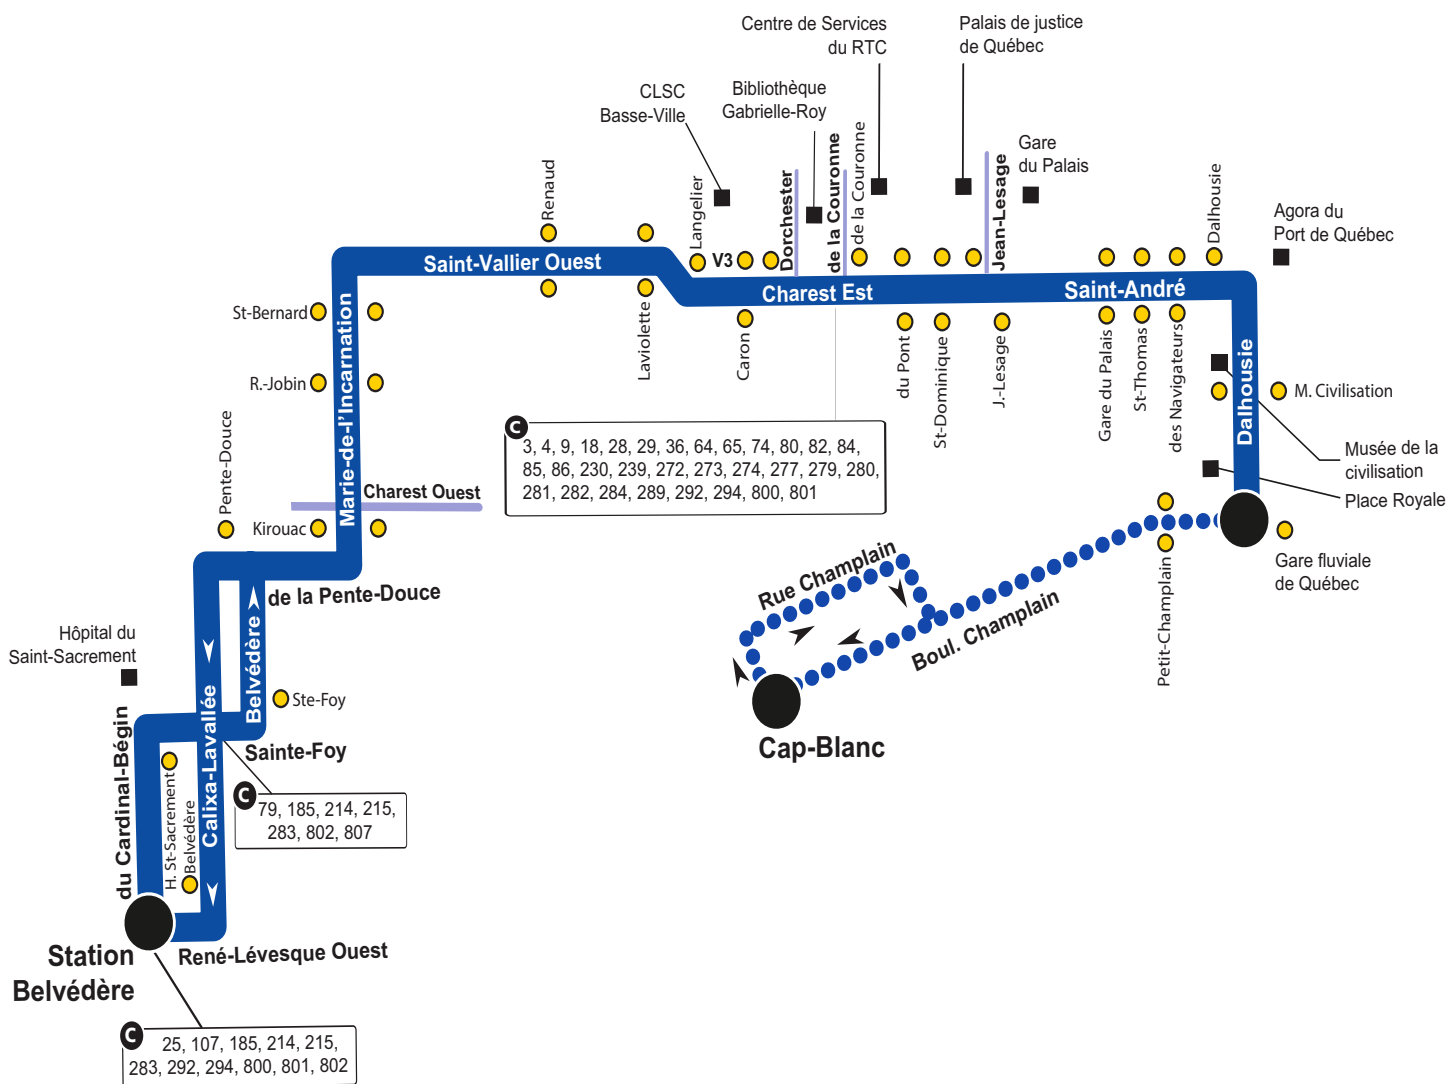 Centre de Services
du RTC
Palais de justice
de Québec
CLSC
Basse-Ville
Bibliothèque
Gabrielle-Roy
Gare
du Palais
Agora du
Port de Québec
Renaud
Langelier
V3
Dorchester
de la Couronne
de la Couronne
Jean-Lesage
Dalhousie
Saint-Vallier Ouest
Charest Est
Saint-André
St-Bernard
R.-Jobin
Marie-de-l'Incarnation
Laviolette
Caron
du Pont
St-Dominique
J.-Lesage
Gare du Palais
St-Thomas
des Navigateurs
Dalhousie
M. Civilisation
Musée de la
civilisation
Place Royale
C
3, 4, 9, 18, 28, 29, 36, 64, 65, 74, 80, 82, 84,
85, 86, 230, 239, 272, 273, 274, 277, 279, 280,
281, 282, 284, 289, 292, 294, 800, 801
Pente-Douce
Charest Ouest
Kirouac
de la Pente-Douce
Gare fluviale
de Québec
Petit-Champlain
Rue Champlain
Boul. Champlain
Cap-Blanc
Hôpital du
Saint-Sacrement
Belvédère
Ste-Foy
Calixa-Lavallée
Sainte-Foy
du Cardinal-Bégin
H. St-Sacrement
Belvédère
C
79, 185, 214, 215,
283, 802, 807
Station
Belvédère
René-Lévesque Ouest
C
25, 107, 185, 214, 215,
283, 292, 294, 800, 801, 802